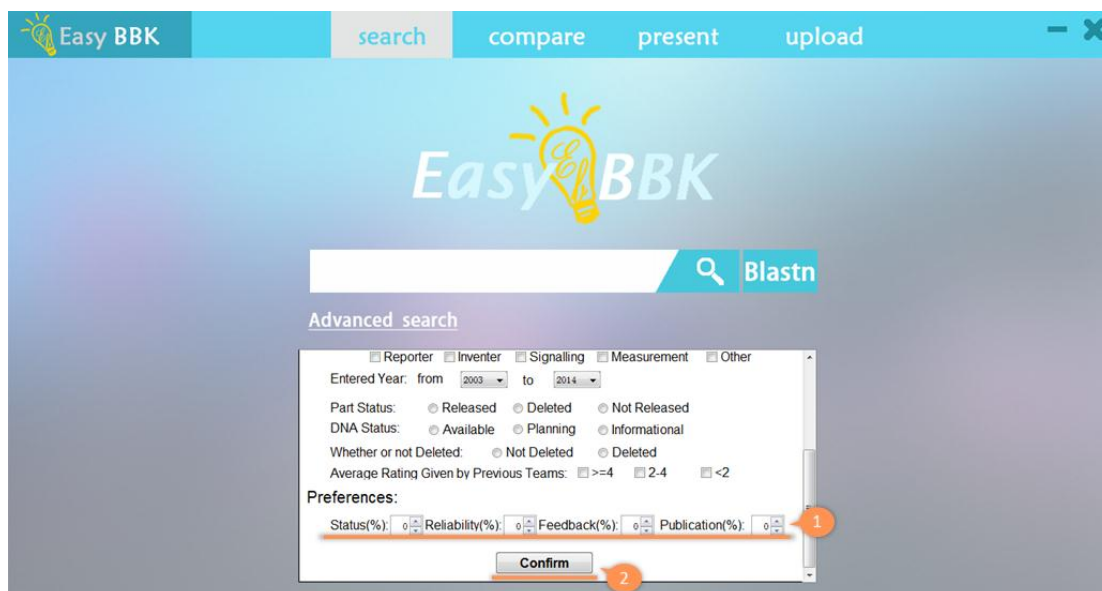 Easy BBK search compare present upload
Easy BBK
Blastn
Advanced search
Reporter Inventer Signalling Measurement Other
Entered Year: from 2003 to 2014
Part Status: Released Deleted Not Released
DNA Status: Available Planning Informational
Whether or not Deleted: Not Deleted Deleted
Average Rating Given by Previous Teams: >=4 2-4 <2
Preferences:
Status(%): 0 Reliability(%): 0 Feedback(%): 0 Publication(%): 0 1
Confirm
2